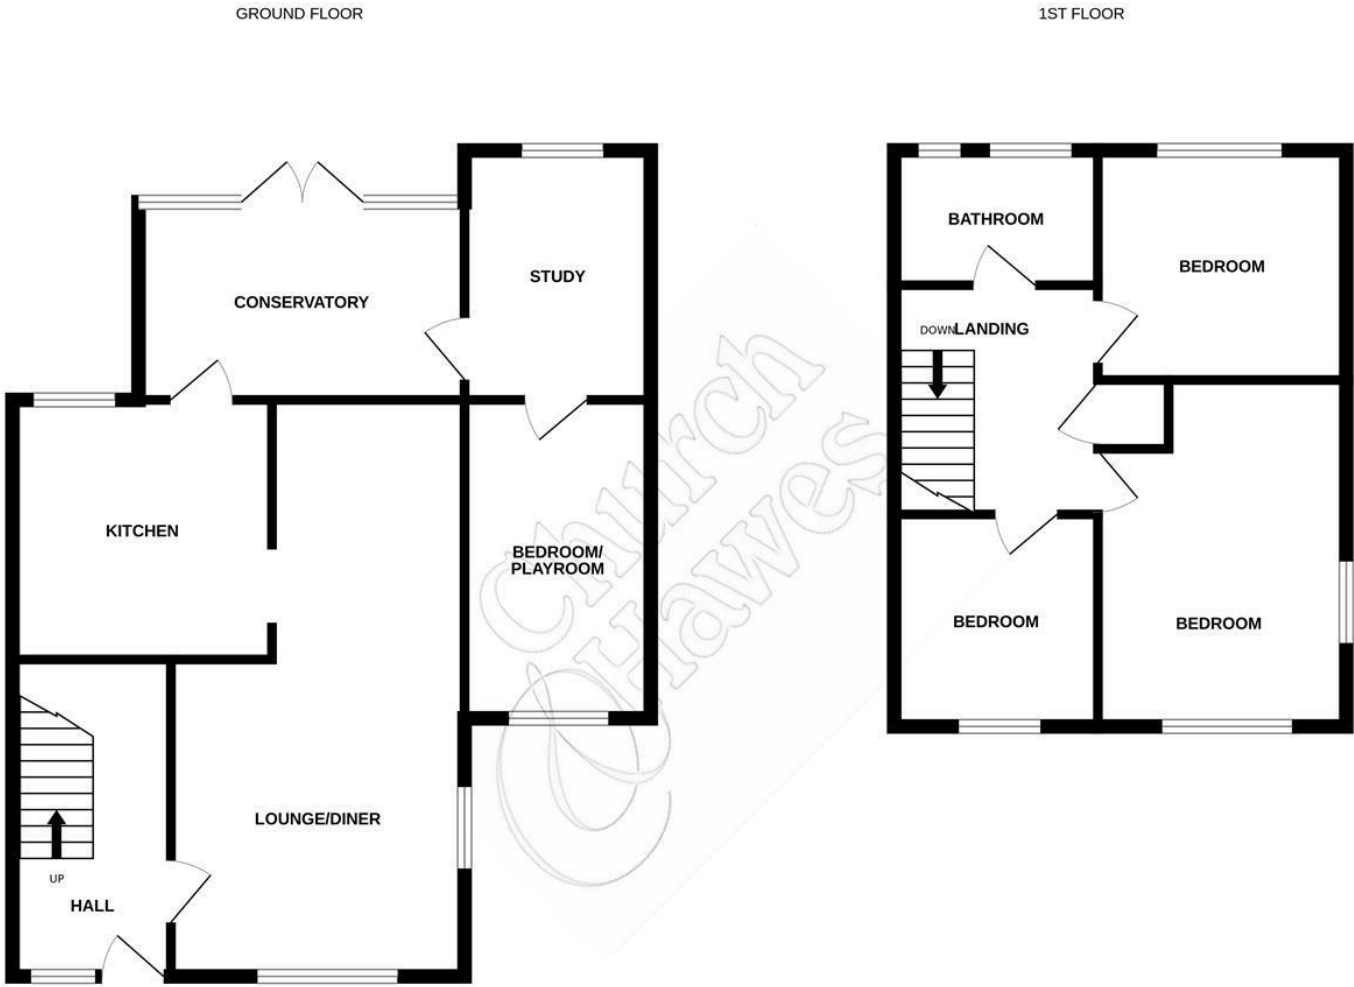 GROUND FLOOR
1ST FLOOR
CONSERVATORY
STUDY
KITCHEN
BEDROOM/
PLAYROOM
LOUNGE/DINER
UP
HALL
BATHROOM
BEDROOM
DOWN
LANDING
BEDROOM
BEDROOM
Church
& Hawes